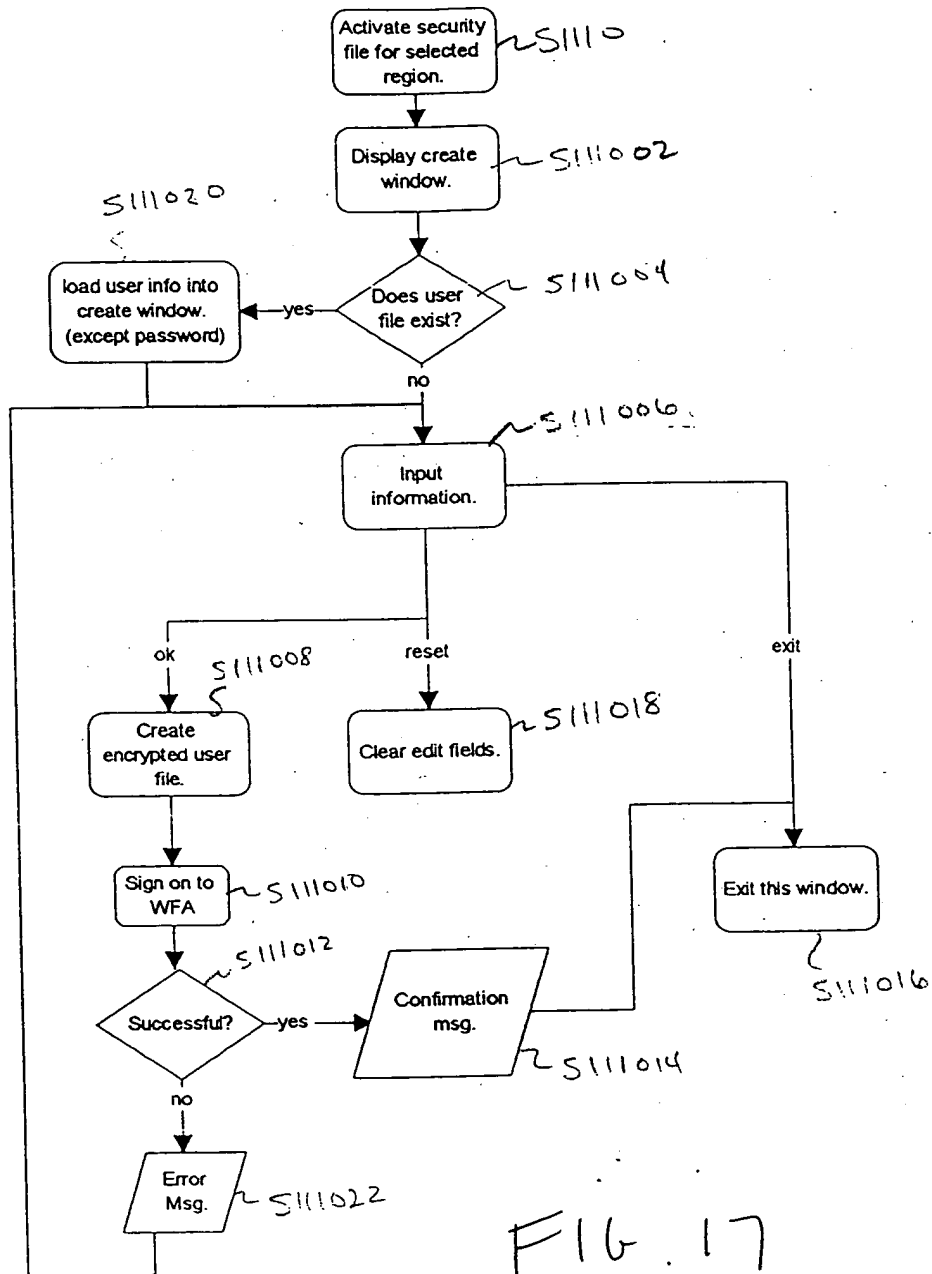 Activate security
file for selected
region.
S1110
Display create
window.
S111002
S111020
load user info into
create window.
(except password)
yes
Does user
file exist?
S111004
no
S111006
Input
information.
ok
reset
exit
S111008
Create
encrypted user
file.
Clear edit fields.
S111018
Sign on to
WFA
S111010
Exit this window.
S111016
S111012
Successful?
yes
Confirmation
msg.
S111014
no
Error
Msg.
S111022
FIG. 17